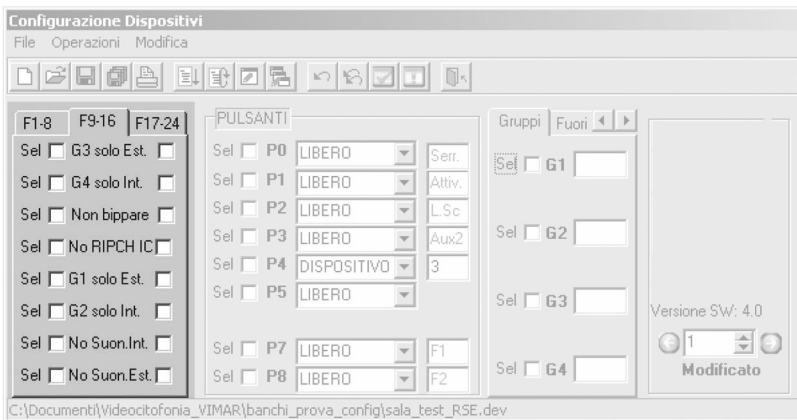 Configurazione Dispositivi
File Operazioni Modifica
F1-8 F9-16 F17-24
Sel G3 solo Est.
Sel G4 solo Int.
Sel Non bippare
Sel No RIPCH IC
Sel G1 solo Est.
Sel G2 solo Int.
Sel No Suon.Int.
Sel No Suon.Est.
PULSANTI
Sel P0 LIBERO Serr.
Sel P1 LIBERO Attiv.
Sel P2 LIBERO L.Sc
Sel P3 LIBERO Aux2
Sel P4 DISPOSITIVO 3
Sel P5 LIBERO
Sel P7 LIBERO F1
Sel P8 LIBERO F2
Gruppi Fuori
Sel G1
Sel G2
Sel G3
Sel G4
Versione SW: 4.0
1
Modificato
C:\Documenti\Videocitofonia_VIMAR\banchi_prova_config\sala_test_RSE.dev